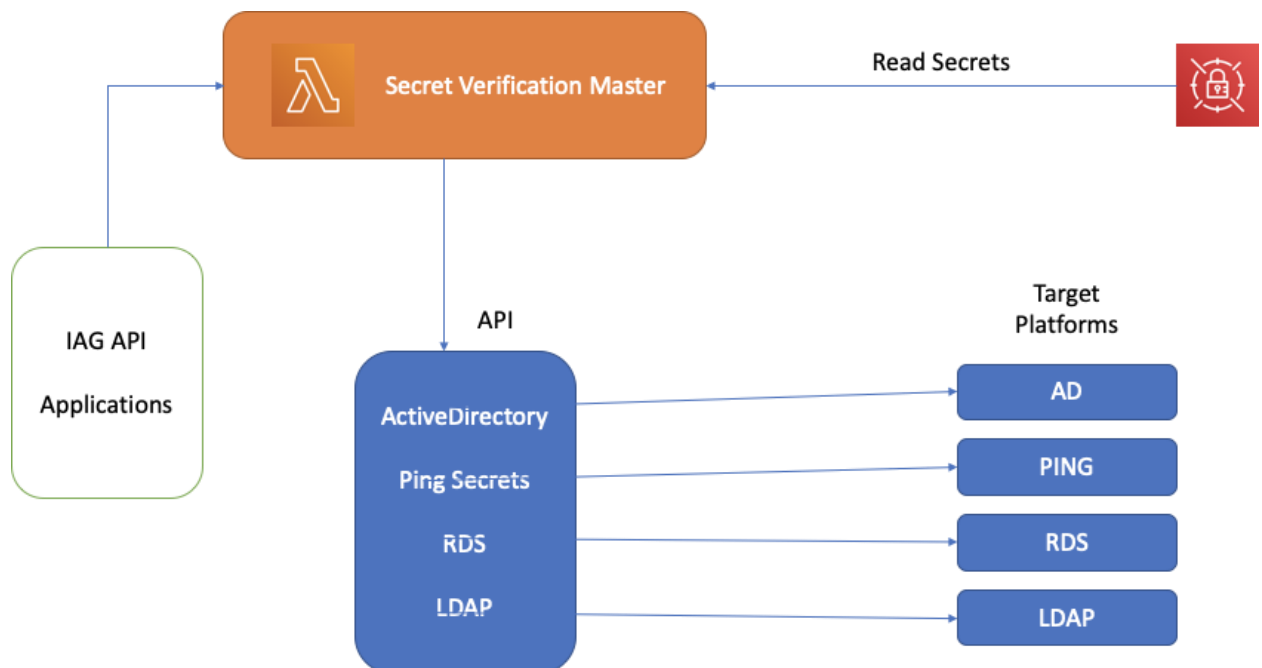 Secret Verification Master
Read Secrets
IAG API
Applications
API
ActiveDirectory
Ping Secrets
RDS
LDAP
Target
Platforms
AD
PING
RDS
LDAP